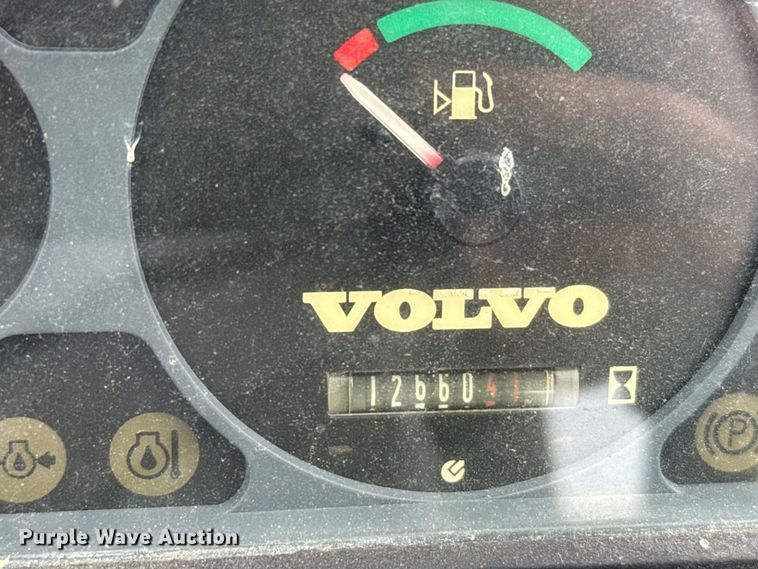 VOLVO
1266041
P
Purple Wave Auction